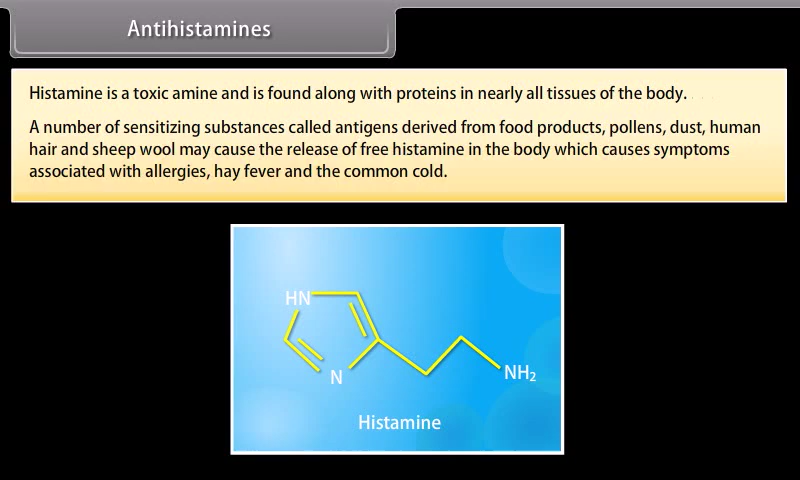 Antihistamines
Histamine is a toxic amine and is found along with proteins in nearly all tissues of the body.
A number of sensitizing substances called antigens derived from food products, pollens, dust, human
hair and sheep wool may cause the release of free histamine in the body which causes symptoms
associated with allergies, hay fever and the common cold.
HN
N
NH₂
Histamine